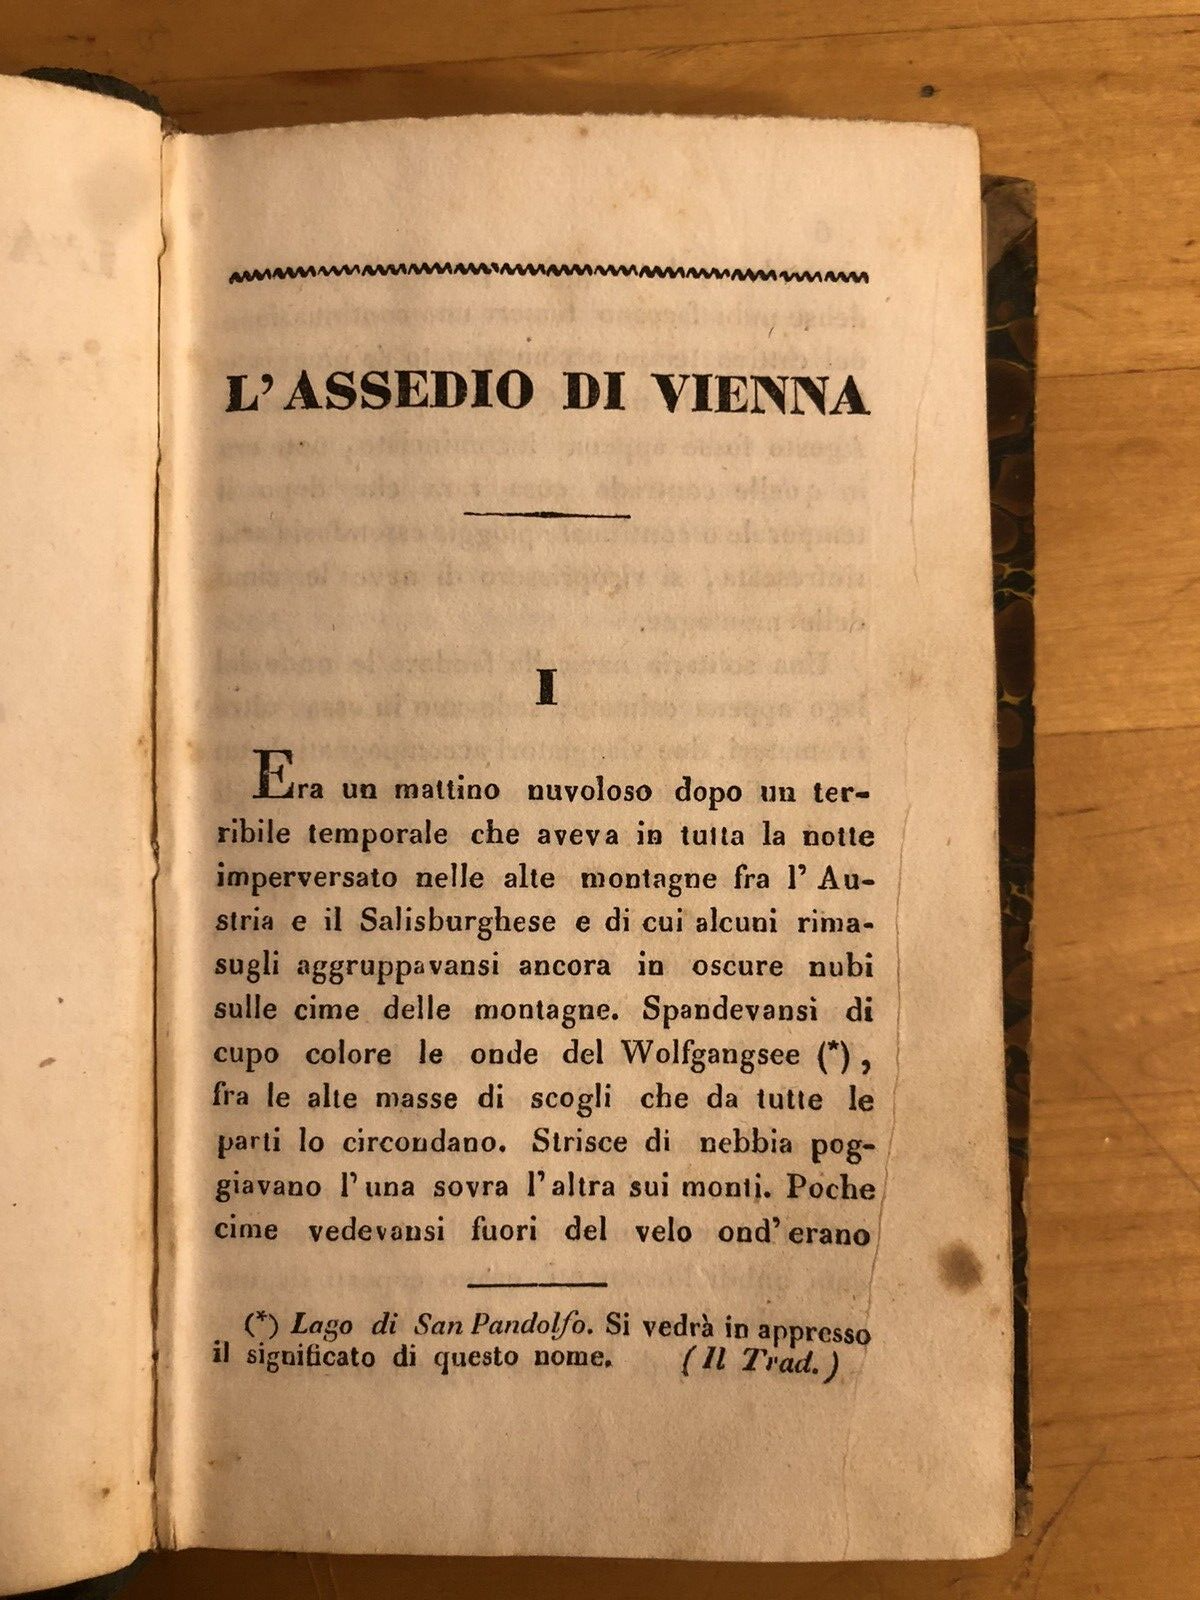 L'ASSEDIO DI VIENNA
I
Era un mattino nuvoloso dopo un ter-
ribile temporale che aveva in tutta la notte
imperversato nelle alte montagne fra l' Au-
stria e il Salisburghese e di cui alcuni rima-
sugli aggruppavansi ancora in oscure nubi
sulle cime delle montagne. Spandevansi di
cupo colore le onde del Wolfgangsee (*),
fra le alte masse di scogli che da tutte le
parti lo circondano. Strisce di nebbia pog-
giavano l'una sovra l'altra sui monti. Poche
cime vedevansi fuori del velo ond'erano
(*) Lago di San Pandolfo. Si vedrà in appresso
il significato di questo nome. (Il Trad.)